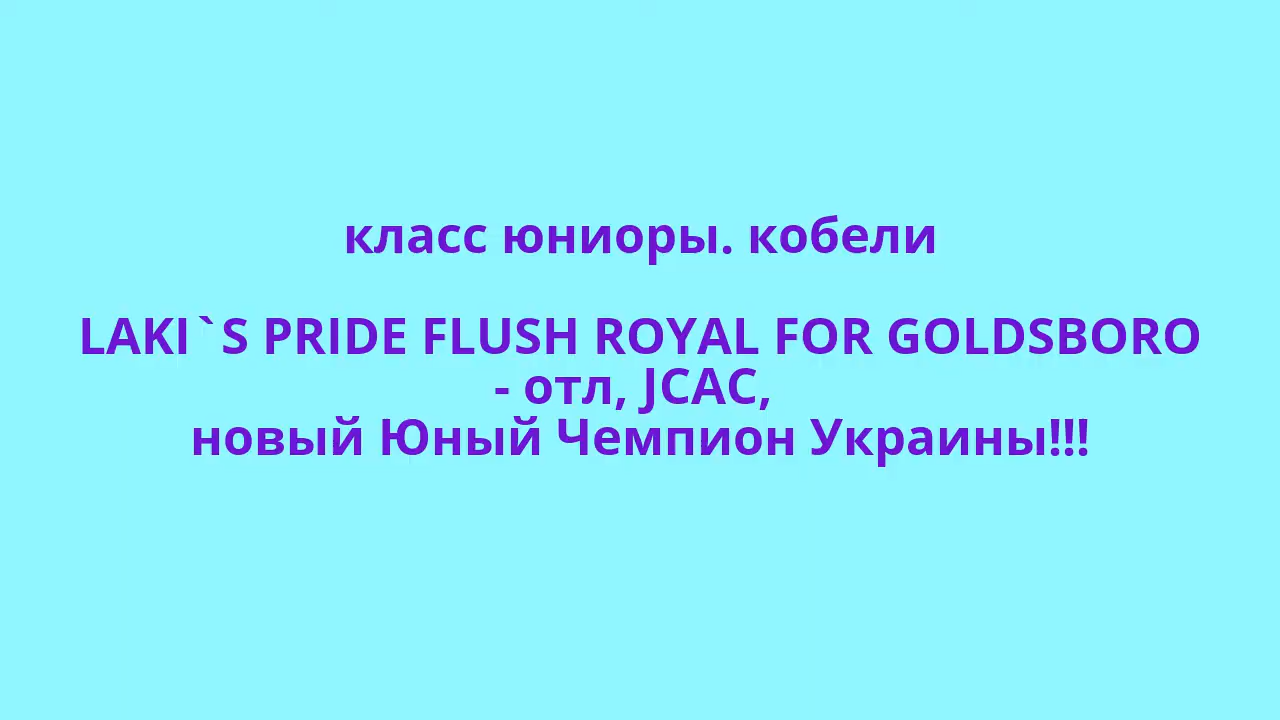 класс юниоры. кобели
LAKI`S PRIDE FLUSH ROYAL FOR GOLDSBORO
- отл, JCAC,
новый Юный Чемпион Украины!!!